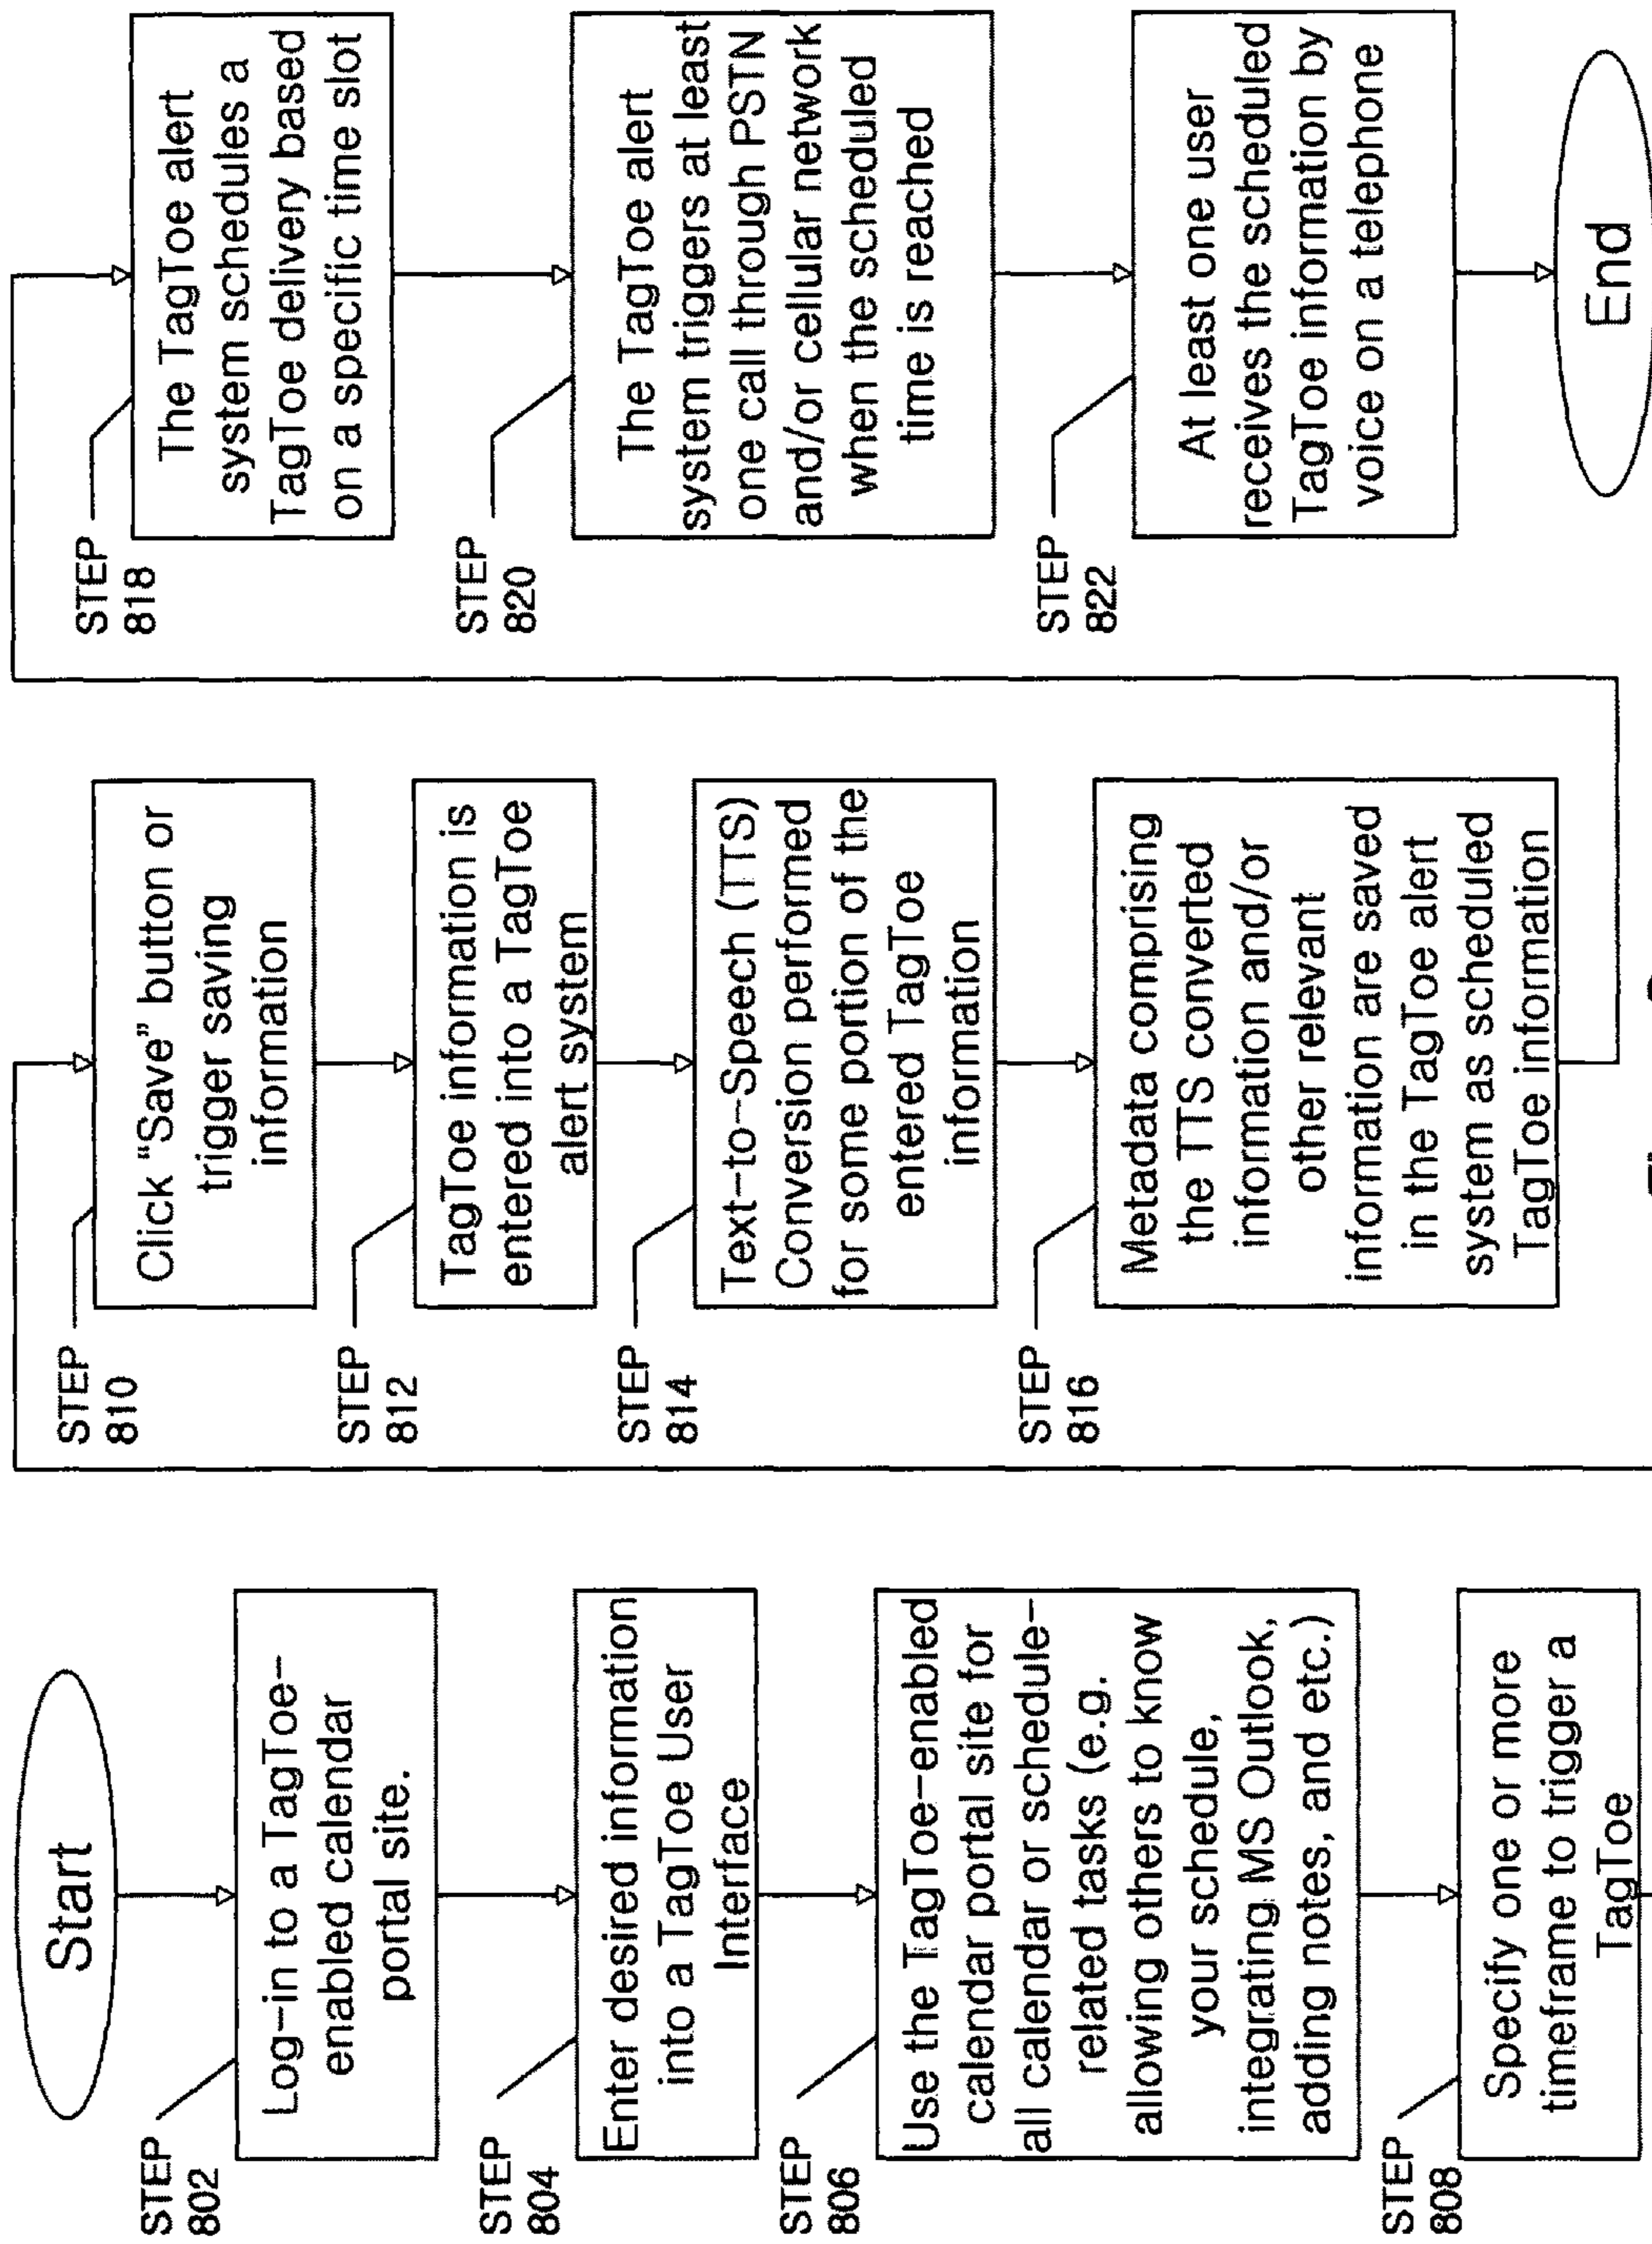 Start
STEP
802
Log-in to a TagToe-
enabled calendar
portal site.
STEP
804
Enter desired information
into a TagToe User
Interface
STEP
806
Use the TagToe-enabled
calendar portal site for
all calendar or schedule-
related tasks (e.g.
allowing others to know
your schedule,
integrating MS Outlook,
adding notes, and etc.)
STEP
808
Specify one or more
timeframe to trigger a
TagToe
STEP
810
Click "Save" button or
trigger saving
information
STEP
812
TagToe information is
entered into a TagToe
alert system
STEP
814
Text-to-Speech (TTS)
Conversion performed
for some portion of the
entered TagToe
information
STEP
816
Metadata comprising
the TTS converted
information and/or
other relevant
information are saved
in the TagToe alert
system as scheduled
TagToe information
STEP
818
The TagToe alert
system schedules a
TagToe delivery based
on a specific time slot
STEP
820
The TagToe alert
system triggers at least
one call through PSTN
and/or cellular network
when the scheduled
time is reached
STEP
822
At least one user
receives the scheduled
TagToe information by
voice on a telephone
End